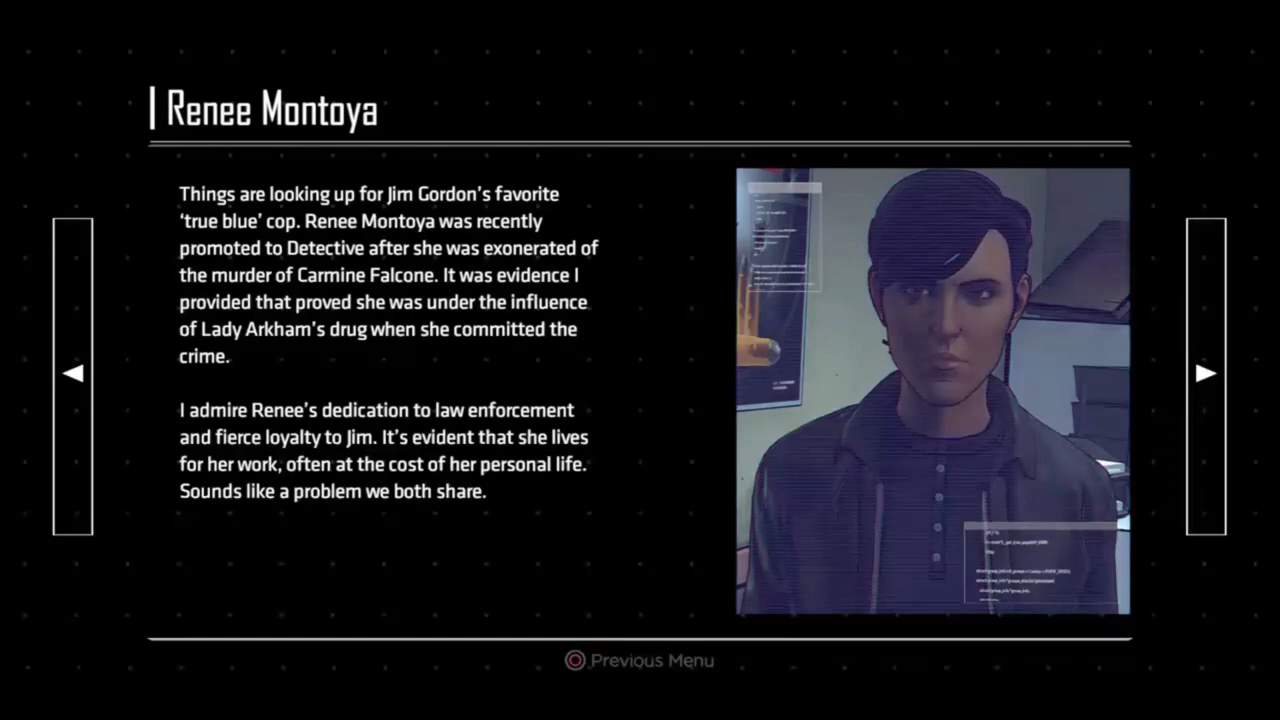 Renee Montoya
Things are looking up for Jim Gordon's favorite
'true blue' cop. Renee Montoya was recently
promoted to Detective after she was exonerated of
the murder of Carmine Falcone. It was evidence I
provided that proved she was under the influence
of Lady Arkham's drug when she committed the
crime.
I admire Renee's dedication to law enforcement
and fierce loyalty to Jim. It's evident that she lives
for her work, often at the cost of her personal life.
Sounds like a problem we both share.
Previous Menu